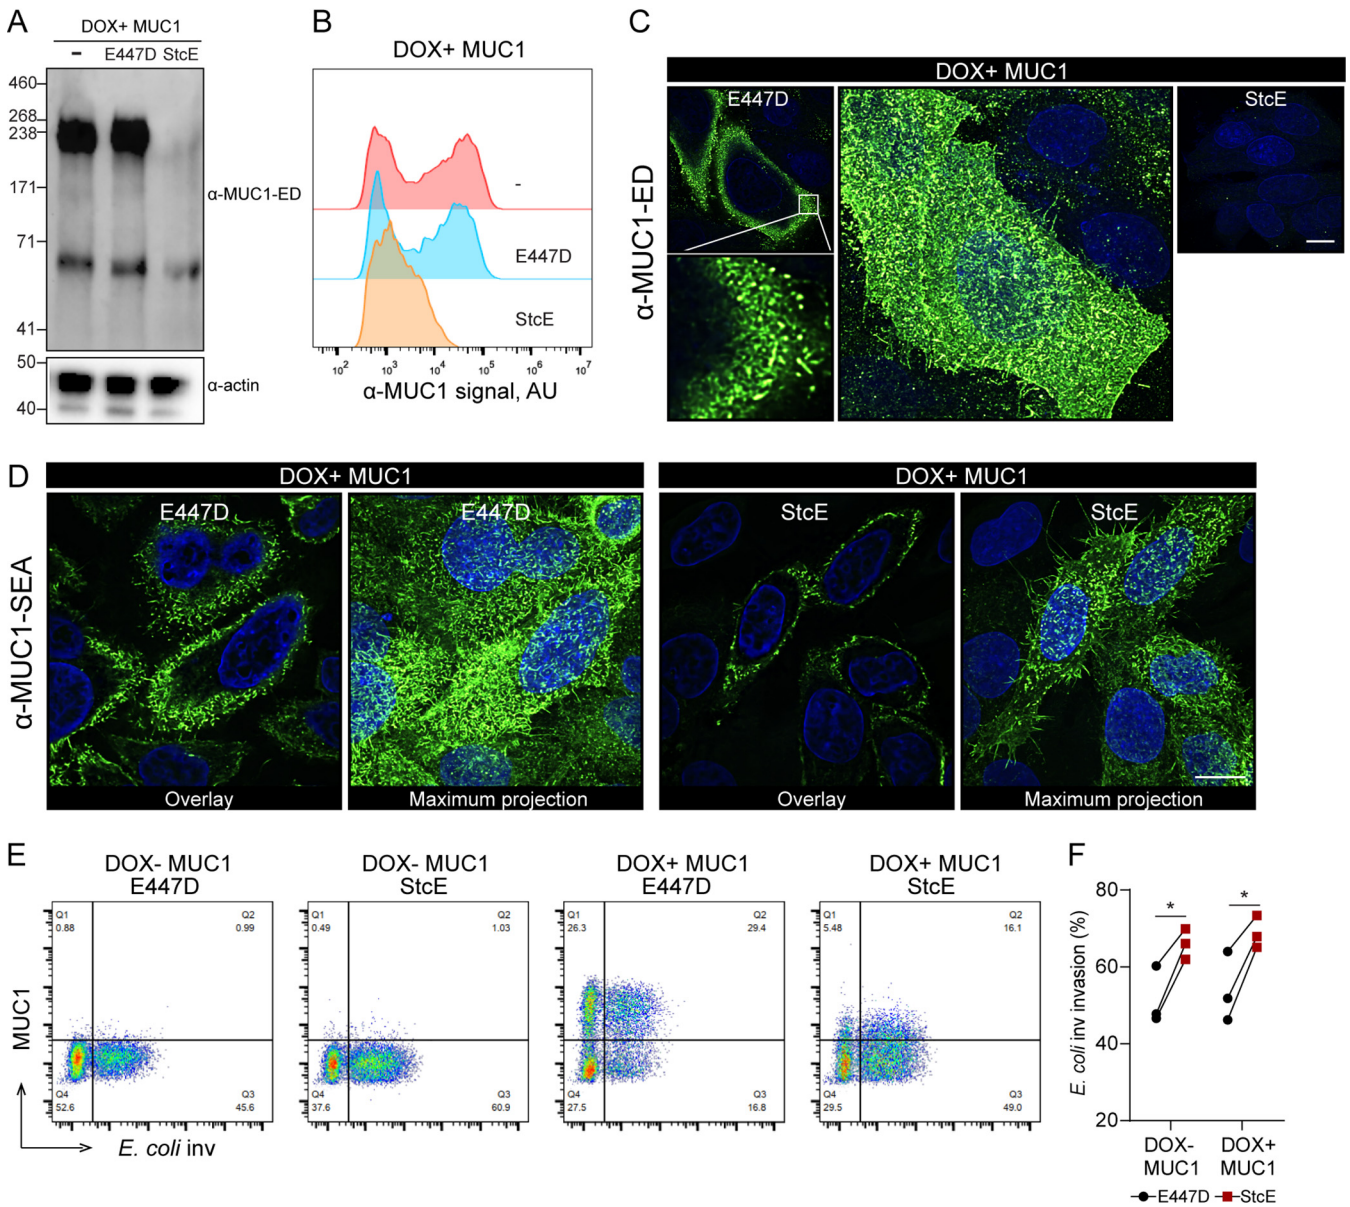 A
DOX+ MUC1
– E447D StcE
460
268
238
171
71
41
α-MUC1-ED
50
40
α-actin
B
DOX+ MUC1
-
E447D
StcE
10² 10³ 10⁴ 10⁵ 10⁶ 10⁷
α-MUC1 signal, AU
C
DOX+ MUC1
α-MUC1-ED
E447D
StcE
D
α-MUC1-SEA
DOX+ MUC1
E447D
Overlay
E447D
Maximum projection
DOX+ MUC1
StcE
Overlay
StcE
Maximum projection
E
DOX- MUC1
E447D
Q1
0.88
Q2
0.99
Q4
52.6
Q3
45.6
DOX- MUC1
StcE
Q1
0.49
Q2
1.03
Q4
37.6
Q3
60.9
DOX+ MUC1
E447D
Q1
26.3
Q2
29.4
Q4
27.5
Q3
16.8
DOX+ MUC1
StcE
Q1
5.48
Q2
16.1
Q4
29.5
Q3
49.0
MUC1
E. coli inv
F
E. coli inv invasion (%)
80
60
40
20
*
*
DOX-
MUC1
DOX+
MUC1
E447D StcE